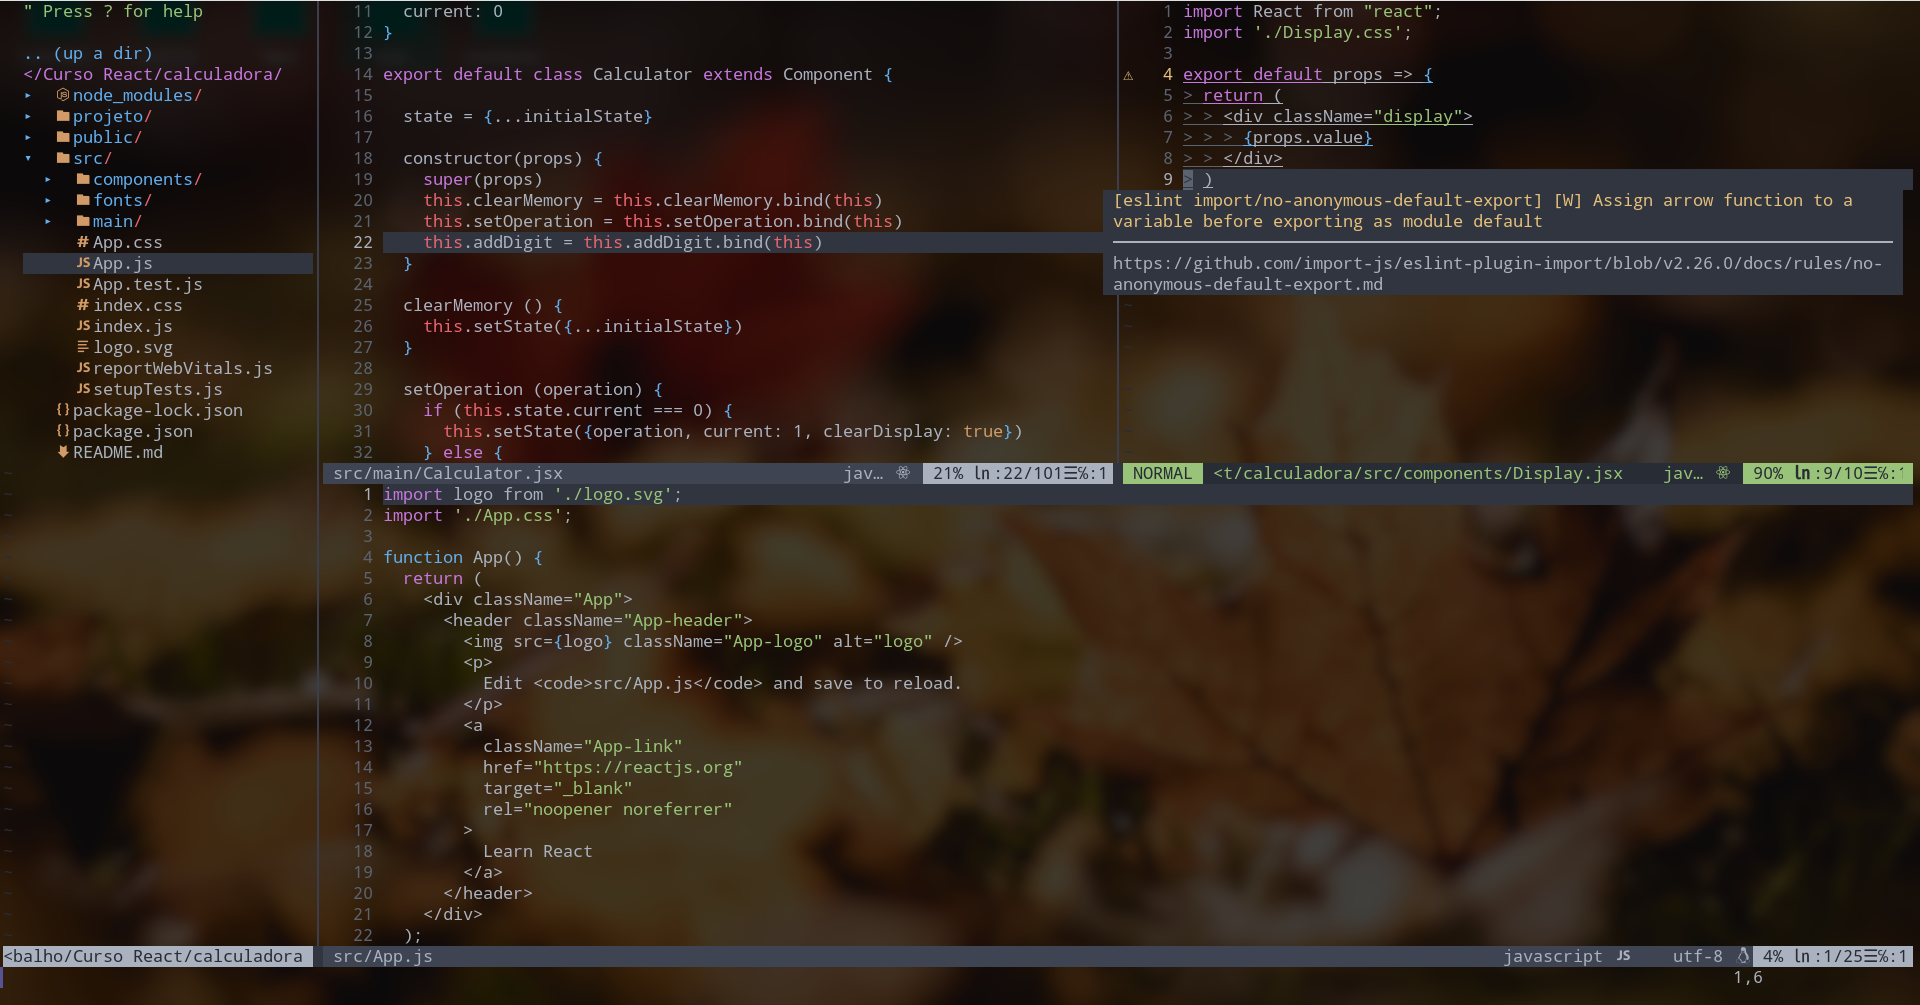 " Press ? for help
.. (up a dir)
</Curso React/calculadora/
▸ node_modules/
▸ projeto/
▸ public/
▾ src/
▸ components/
▸ fonts/
▸ main/
# App.css
JS App.js
JS App.test.js
# index.css
JS index.js
logo.svg
JS reportWebVitals.js
JS setupTests.js
{} package-lock.json
{} package.json
README.md
<balho/Curso React/calculadora
11 current: 0
12 }
13
14 export default class Calculator extends Component {
15
16 state = {...initialState}
17
18 constructor(props) {
19 super(props)
20 this.clearMemory = this.clearMemory.bind(this)
21 this.setOperation = this.setOperation.bind(this)
22 this.addDigit = this.addDigit.bind(this)
23 }
24
25 clearMemory () {
26 this.setState({...initialState})
27 }
28
29 setOperation (operation) {
30 if (this.state.current === 0) {
31 this.setState({operation, current: 1, clearDisplay: true})
32 } else {
src/main/Calculator.jsx jav… 21% ln :22/101☰℅:1
1 import React from "react";
2 import './Display.css';
3
⚠ 4 export default props => {
5 > return (
6 > > <div className="display">
7 > > > {props.value}
8 > > </div>
9 > )
[eslint import/no-anonymous-default-export] [W] Assign arrow function to a
variable before exporting as module default
https://github.com/import-js/eslint-plugin-import/blob/v2.26.0/docs/rules/no-
anonymous-default-export.md
NORMAL <t/calculadora/src/components/Display.jsx jav… 90% ln :9/10☰℅:1
1 import logo from './logo.svg';
2 import './App.css';
3
4 function App() {
5 return (
6 <div className="App">
7 <header className="App-header">
8 <img src={logo} className="App-logo" alt="logo" />
9 <p>
10 Edit <code>src/App.js</code> and save to reload.
11 </p>
12 <a
13 className="App-link"
14 href="https://reactjs.org"
15 target="_blank"
16 rel="noopener noreferrer"
17 >
18 Learn React
19 </a>
20 </header>
21 </div>
22 );
src/App.js javascript JS utf-8 4% ln :1/25☰℅:1
1,6